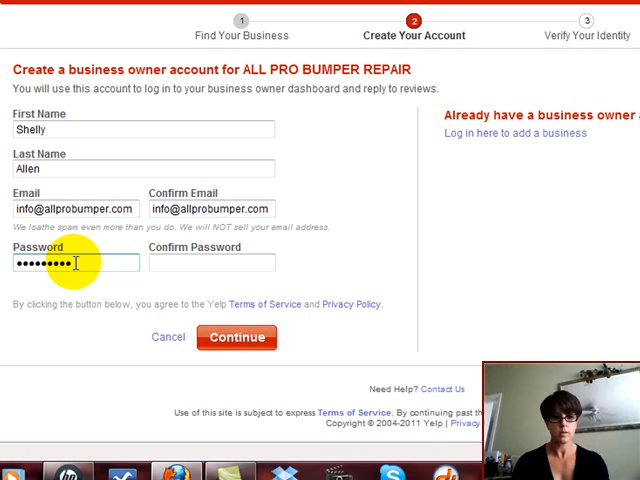 1 2 3
Find Your Business Create Your Account Verify Your Identity
Create a business owner account for ALL PRO BUMPER REPAIR
You will use this account to log in to your business owner dashboard and reply to reviews.
First Name
Shelly
Last Name
Allen
Email Confirm Email
info@allprobumper.com info@allprobumper.com
We loathe spam even more than you do. We will NOT sell your email address.
Password Confirm Password
•••••••••
By clicking the button below, you agree to the Yelp Terms of Service and Privacy Policy.
Cancel Continue
Already have a business owner a
Log in here to add a business
Need Help? Contact Us
Use of this site is subject to express Terms of Service. By continuing past th
Copyright © 2004-2011 Yelp | Privacy
hp